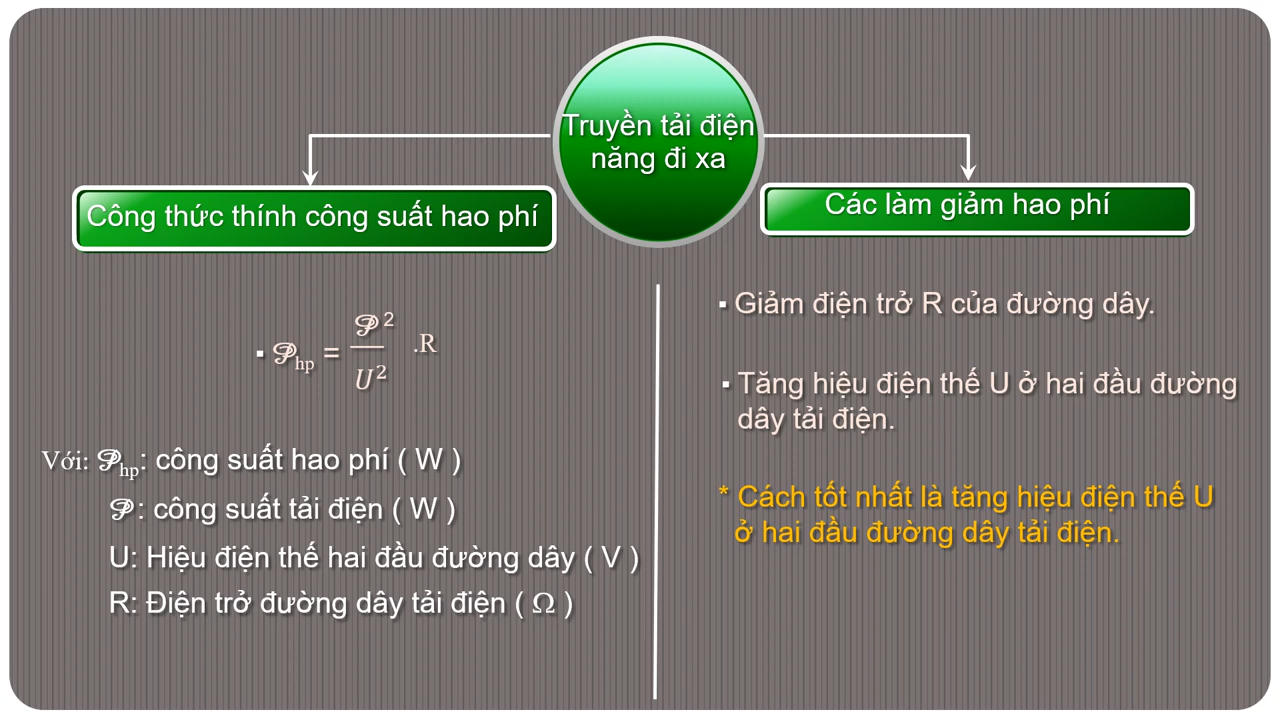 Truyền tải điện
năng đi xa
Công thức thính công suất hao phí
Các làm giảm hao phí
▪ 𝒫hp = 𝒫² / U² .R
Với: 𝒫hp: công suất hao phí ( W )
𝒫: công suất tải điện ( W )
U: Hiệu điện thế hai đầu đường dây ( V )
R: Điện trở đường dây tải điện ( Ω )
▪ Giảm điện trở R của đường dây.
▪ Tăng hiệu điện thế U ở hai đầu đường
dây tải điện.
* Cách tốt nhất là tăng hiệu điện thế U
ở hai đầu đường dây tải điện.